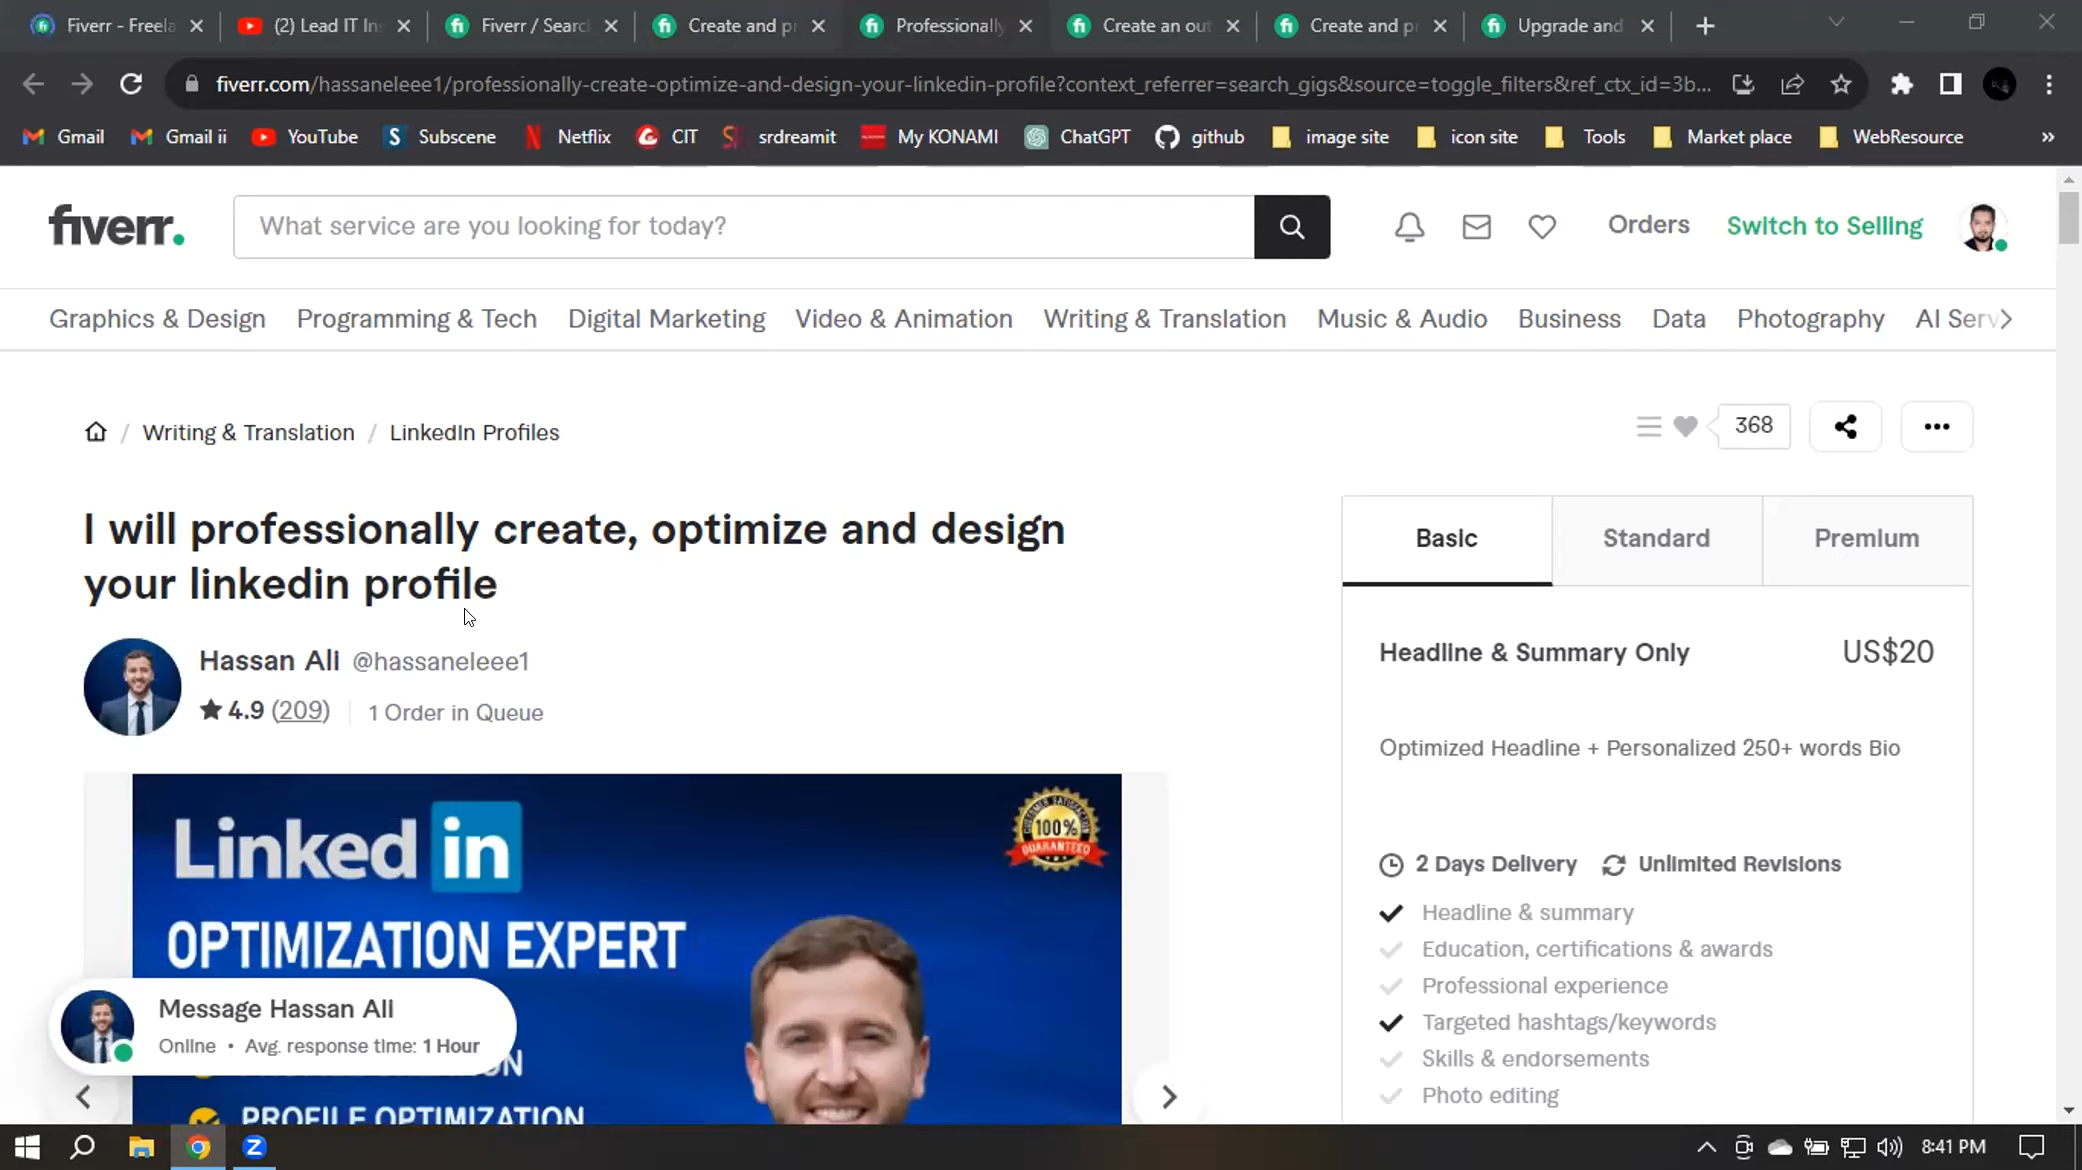 Fiverr - Freela
(2) Lead IT In
Fiverr / Searc
Create and pr
Professionally
Create an out
Create and pr
Upgrade and
fiverr.com/hassaneleee1/professionally-create-optimize-and-design-your-linkedin-profile?context_referrer=search_gigs&source=toggle_filters&ref_ctx_id=3b...
Gmail
Gmail ii
YouTube
Subscene
Netflix
CIT
srdreamit
My KONAMI
ChatGPT
github
image site
icon site
Tools
Market place
WebResource
»
fiverr.
What service are you looking for today?
Orders
Switch to Selling
Graphics & Design
Programming & Tech
Digital Marketing
Video & Animation
Writing & Translation
Music & Audio
Business
Data
Photography
AI Serv
/ Writing & Translation / LinkedIn Profiles
368
I will professionally create, optimize and design
your linkedin profile
Hassan Ali @hassaneleee1
4.9 (209)
1 Order in Queue
Linked in
OPTIMIZATION EXPERT
CUSTOMER SATISFACTION
100%
GUARANTEED
PROFILE OPTIMIZATION
Message Hassan Ali
Online • Avg. response time: 1 Hour
Basic
Standard
Premium
Headline & Summary Only
US$20
Optimized Headline + Personalized 250+ words Bio
2 Days Delivery
Unlimited Revisions
Headline & summary
Education, certifications & awards
Professional experience
Targeted hashtags/keywords
Skills & endorsements
Photo editing
8:41 PM